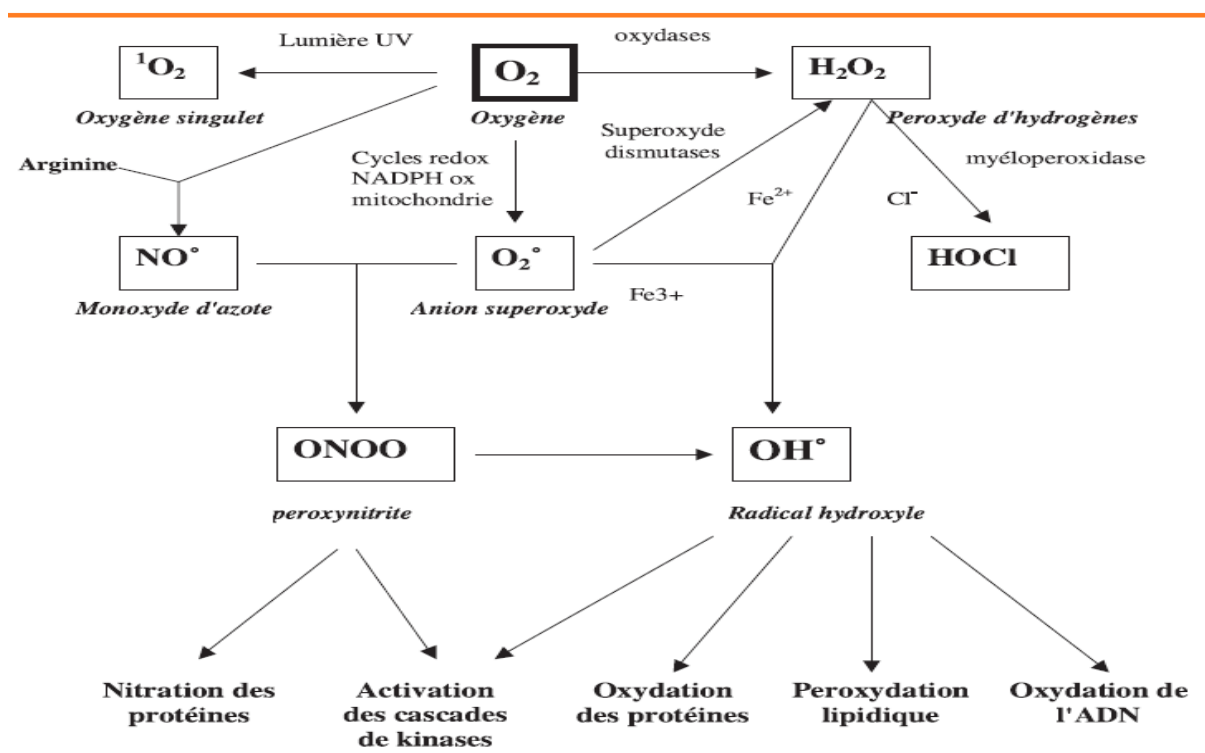 Lumière UV
oxydases
¹O₂
O₂
H₂O₂
Oxygène singulet
Oxygène
Peroxyde d'hydrogènes
Arginine
Cycles redox
NADPH ox
mitochondrie
Superoxyde
dismutases
myéloperoxidase
Fe²⁺
Cl⁻
NO°
O₂°
HOCl
Monoxyde d'azote
Anion superoxyde
Fe3+
ONOO
OH°
peroxynitrite
Radical hydroxyle
Nitration des
protéines
Activation
des cascades
de kinases
Oxydation
des protéines
Peroxydation
lipidique
Oxydation de
l'ADN